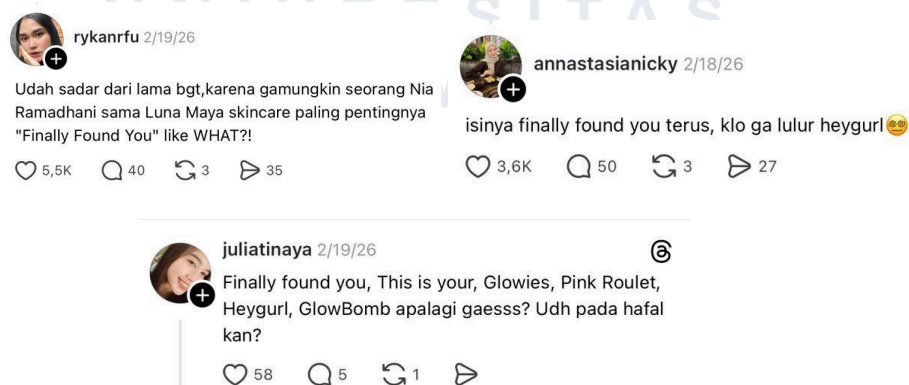 SITAS
rykanrfu 2/19/26
Udah sadar dari lama bgt,karena gamungkin seorang Nia
Ramadhani sama Luna Maya skincare paling pentingnya
"Finally Found You" like WHAT?!
5,5K 40 3 35
annastasianicky 2/18/26
isinya finally found you terus, klo ga lulur heygurl😵‍💫
3,6K 50 3 27
juliatinaya 2/19/26
Finally found you, This is your, Glowies, Pink Roulet,
Heygurl, GlowBomb apalagi gaesss? Udh pada hafal
kan?
58 5 1